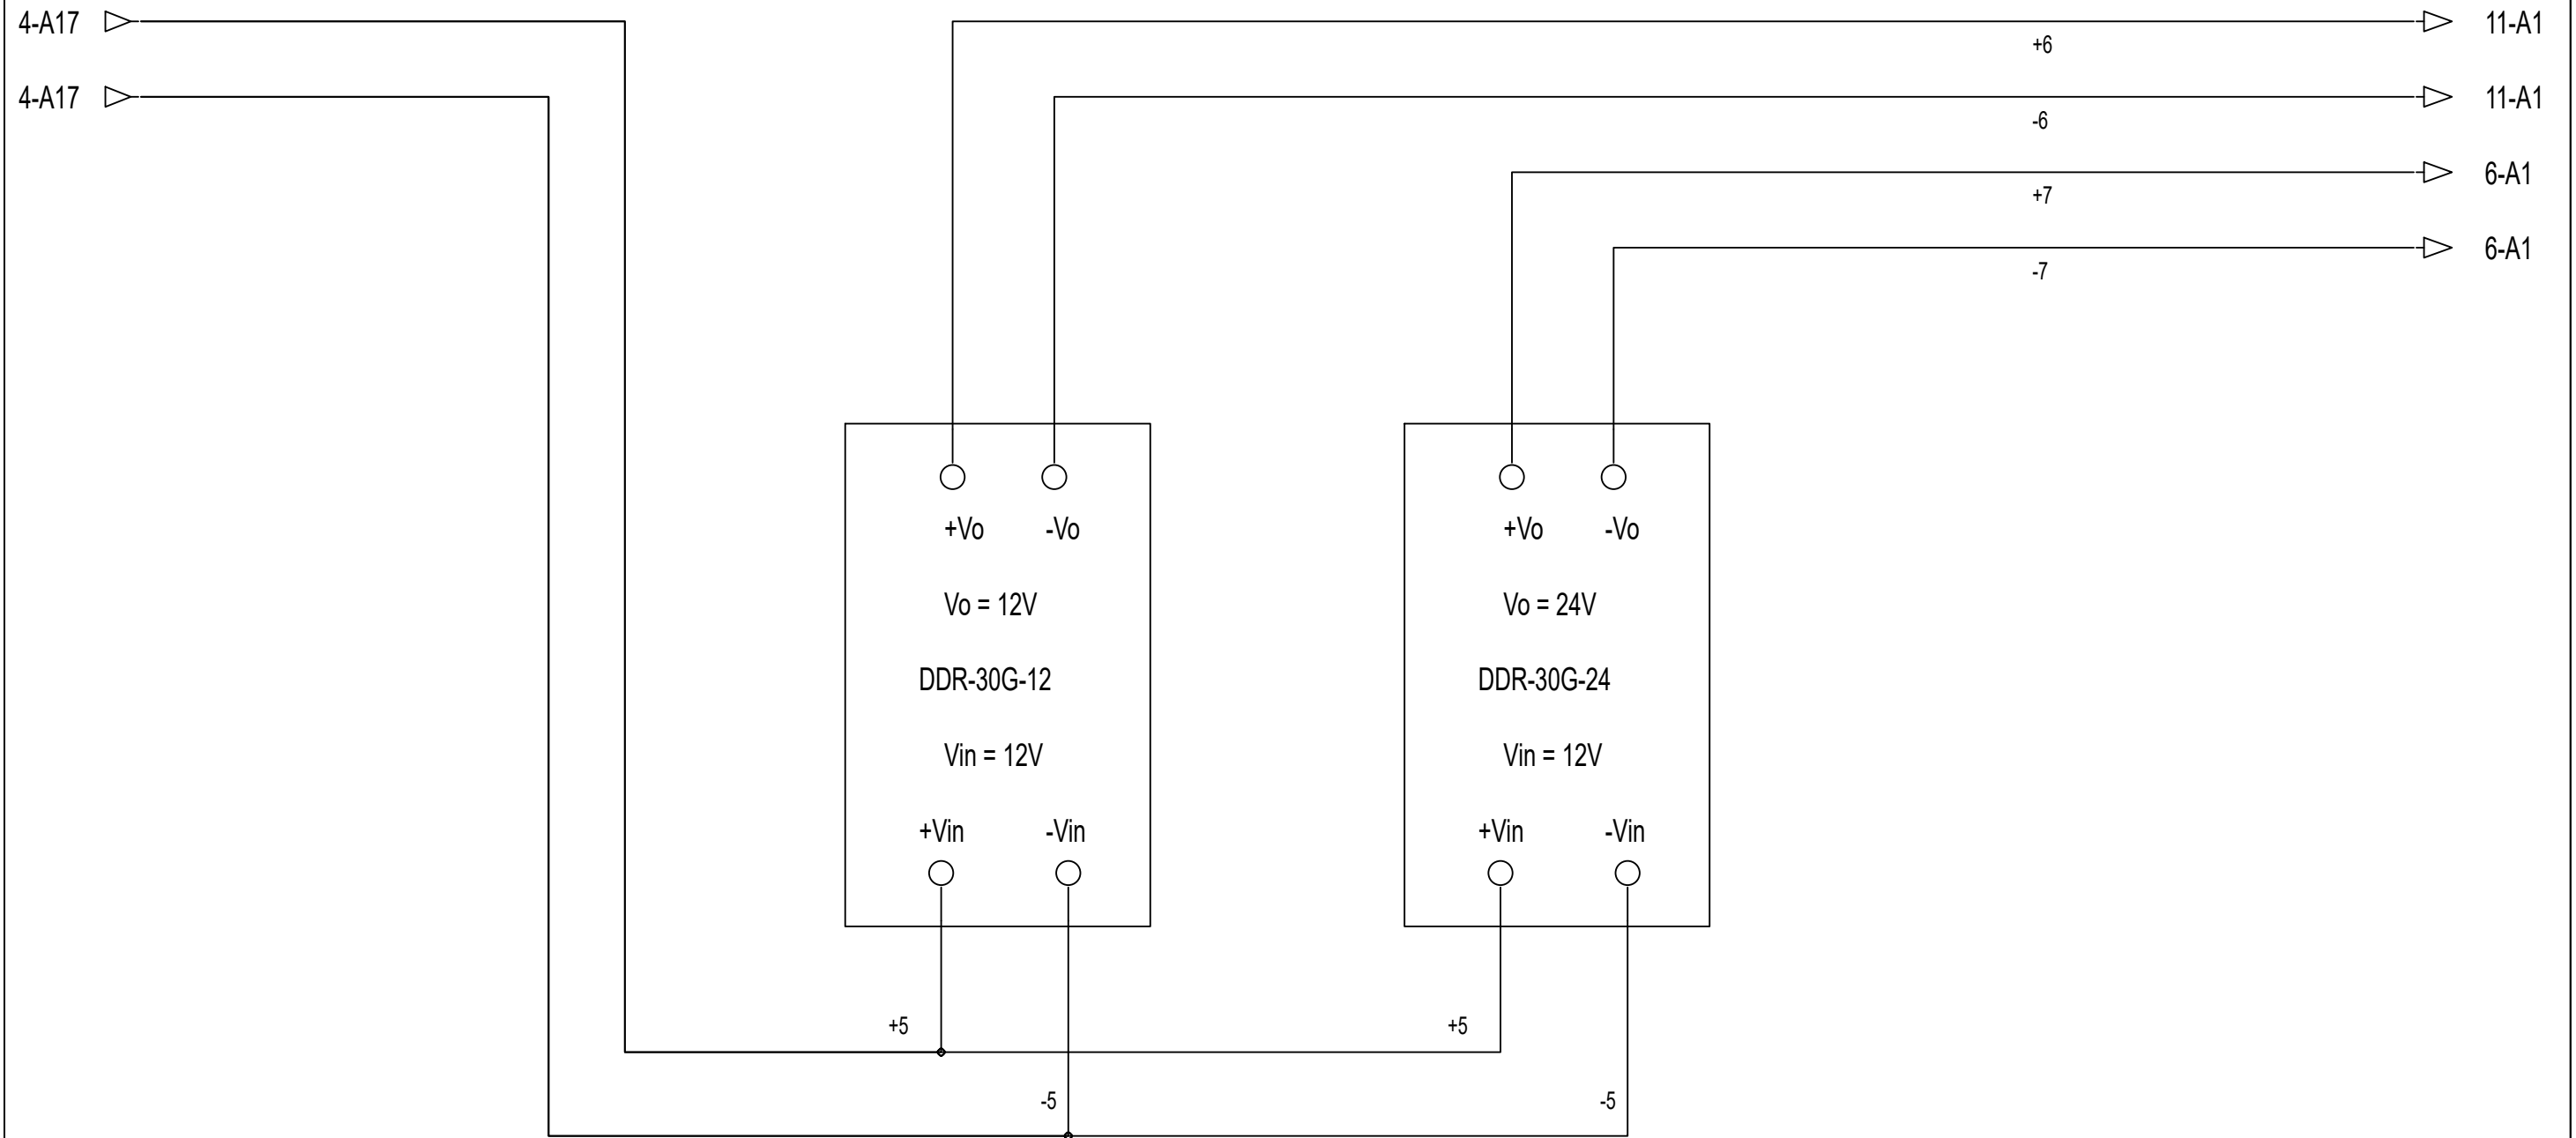 4-A17
11-A1
+6
4-A17
11-A1
-6
6-A1
+7
6-A1
-7
+Vo -Vo
+Vo -Vo
Vo = 12V
Vo = 24V
DDR-30G-12
DDR-30G-24
Vin = 12V
Vin = 12V
+Vin -Vin
+Vin -Vin
+5
+5
-5
-5